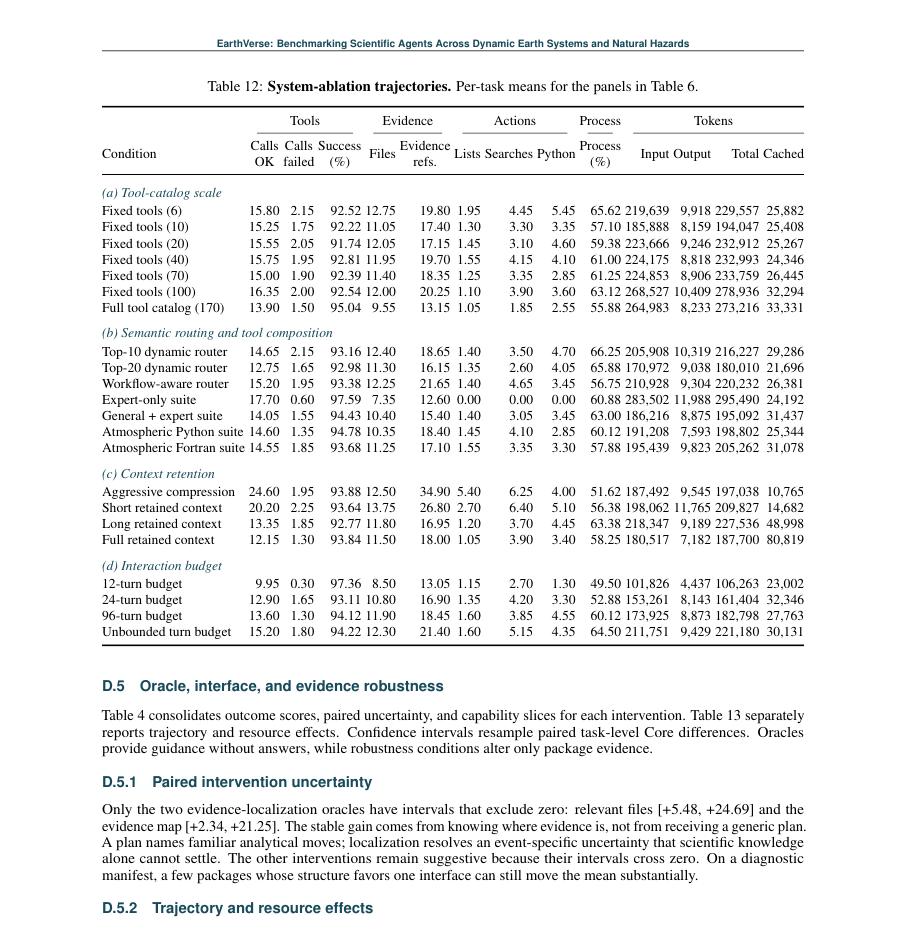 EarthVerse: Benchmarking Scientific Agents Across Dynamic Earth Systems and Natural Hazards
Table 12: System-ablation trajectories. Per-task means for the panels in Table 6.
Tools Evidence Actions Process Tokens
Condition Calls OK Calls failed Success (%) Files Evidence refs. Lists Searches Python Process (%) Input Output Total Cached
(a) Tool-catalog scale
Fixed tools (6) 15.80 2.15 92.52 12.75 19.80 1.95 4.45 5.45 65.62 219,639 9,918 229,557 25,882
Fixed tools (10) 15.25 1.75 92.22 11.05 17.40 1.30 3.30 3.35 57.10 185,888 8,159 194,047 25,408
Fixed tools (20) 15.55 2.05 91.74 12.05 17.15 1.45 3.10 4.60 59.38 223,666 9,246 232,912 25,267
Fixed tools (40) 15.75 1.95 92.81 11.95 19.70 1.55 4.15 4.10 61.00 224,175 8,818 232,993 24,346
Fixed tools (70) 15.00 1.90 92.39 11.40 18.35 1.25 3.35 2.85 61.25 224,853 8,906 233,759 26,445
Fixed tools (100) 16.35 2.00 92.54 12.00 20.25 1.10 3.90 3.60 63.12 268,527 10,409 278,936 32,294
Full tool catalog (170) 13.90 1.50 95.04 9.55 13.15 1.05 1.85 2.55 55.88 264,983 8,233 273,216 33,331
(b) Semantic routing and tool composition
Top-10 dynamic router 14.65 2.15 93.16 12.40 18.65 1.40 3.50 4.70 66.25 205,908 10,319 216,227 29,286
Top-20 dynamic router 12.75 1.65 92.98 11.30 16.15 1.35 2.60 4.05 65.88 170,972 9,038 180,010 21,696
Workflow-aware router 15.20 1.95 93.38 12.25 21.65 1.40 4.65 3.45 56.75 210,928 9,304 220,232 26,381
Expert-only suite 17.70 0.60 97.59 7.35 12.60 0.00 0.00 0.00 60.88 283,502 11,988 295,490 24,192
General + expert suite 14.05 1.55 94.43 10.40 15.40 1.40 3.05 3.45 63.00 186,216 8,875 195,092 31,437
Atmospheric Python suite 14.60 1.35 94.78 10.35 18.40 1.45 4.10 2.85 60.12 191,208 7,593 198,802 25,344
Atmospheric Fortran suite 14.55 1.85 93.68 11.25 17.10 1.55 3.35 3.30 57.88 195,439 9,823 205,262 31,078
(c) Context retention
Aggressive compression 24.60 1.95 93.88 12.50 34.90 5.40 6.25 4.00 51.62 187,492 9,545 197,038 10,765
Short retained context 20.20 2.25 93.64 13.75 26.80 2.70 6.40 5.10 56.38 198,062 11,765 209,827 14,682
Long retained context 13.35 1.85 92.77 11.80 16.95 1.20 3.70 4.45 63.38 218,347 9,189 227,536 48,998
Full retained context 12.15 1.30 93.84 11.50 18.00 1.05 3.90 3.40 58.25 180,517 7,182 187,700 80,819
(d) Interaction budget
12-turn budget 9.95 0.30 97.36 8.50 13.05 1.15 2.70 1.30 49.50 101,826 4,437 106,263 23,002
24-turn budget 12.90 1.65 93.11 10.80 16.90 1.35 4.20 3.30 52.88 153,261 8,143 161,404 32,346
96-turn budget 13.60 1.30 94.12 11.90 18.45 1.60 3.85 4.55 60.12 173,925 8,873 182,798 27,763
Unbounded turn budget 15.20 1.80 94.22 12.30 21.40 1.60 5.15 4.35 64.50 211,751 9,429 221,180 30,131
D.5 Oracle, interface, and evidence robustness
Table 4 consolidates outcome scores, paired uncertainty, and capability slices for each intervention. Table 13 separately
reports trajectory and resource effects. Confidence intervals resample paired task-level Core differences. Oracles
provide guidance without answers, while robustness conditions alter only package evidence.
D.5.1 Paired intervention uncertainty
Only the two evidence-localization oracles have intervals that exclude zero: relevant files [+5.48, +24.69] and the
evidence map [+2.34, +21.25]. The stable gain comes from knowing where evidence is, not from receiving a generic plan.
A plan names familiar analytical moves; localization resolves an event-specific uncertainty that scientific knowledge
alone cannot settle. The other interventions remain suggestive because their intervals cross zero. On a diagnostic
manifest, a few packages whose structure favors one interface can still move the mean substantially.
D.5.2 Trajectory and resource effects